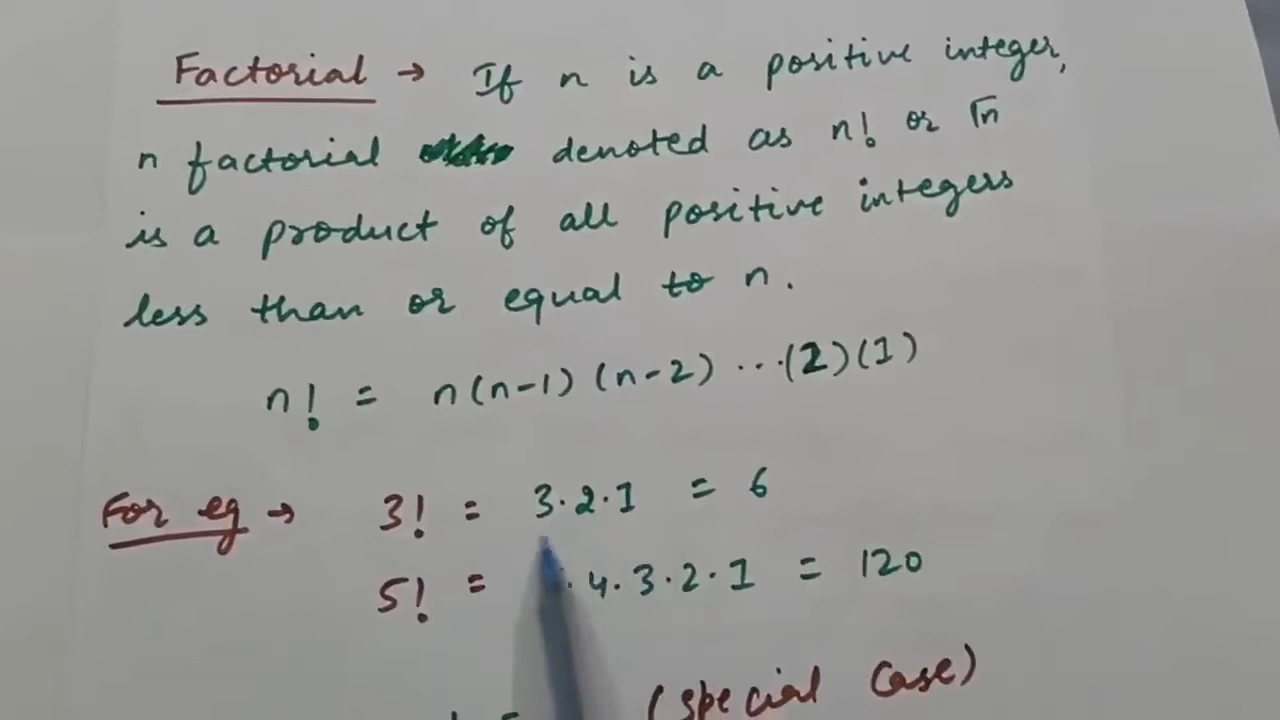 Factorial → If n is a positive integer,
n factorial denoted as n! or √n
is a product of all positive integers
less than or equal to n.
n! = n(n-1)(n-2) ...(2)(1)
For eg → 3! = 3·2·1 = 6
5! = ·4·3·2·1 = 120
= (special case)